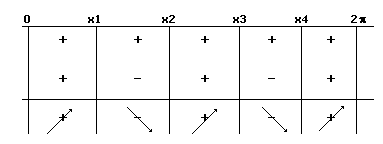 0 x1 x2 x3 x4 2π
+ + + + +
+ - + - +
+ - + - +